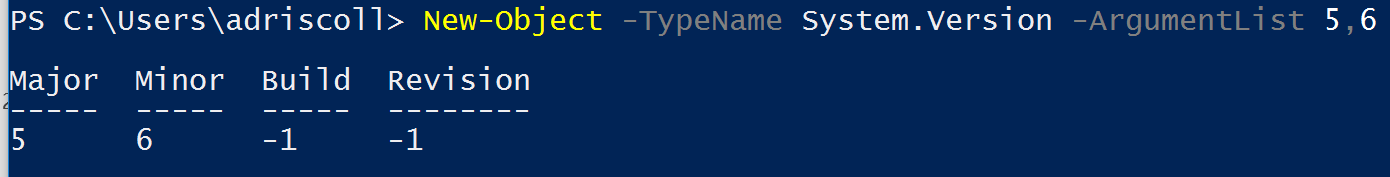 PS C:\Users\adriscoll> New-Object -TypeName System.Version -ArgumentList 5,6
Major  Minor  Build  Revision
-----  -----  -----  --------
5      6      -1     -1